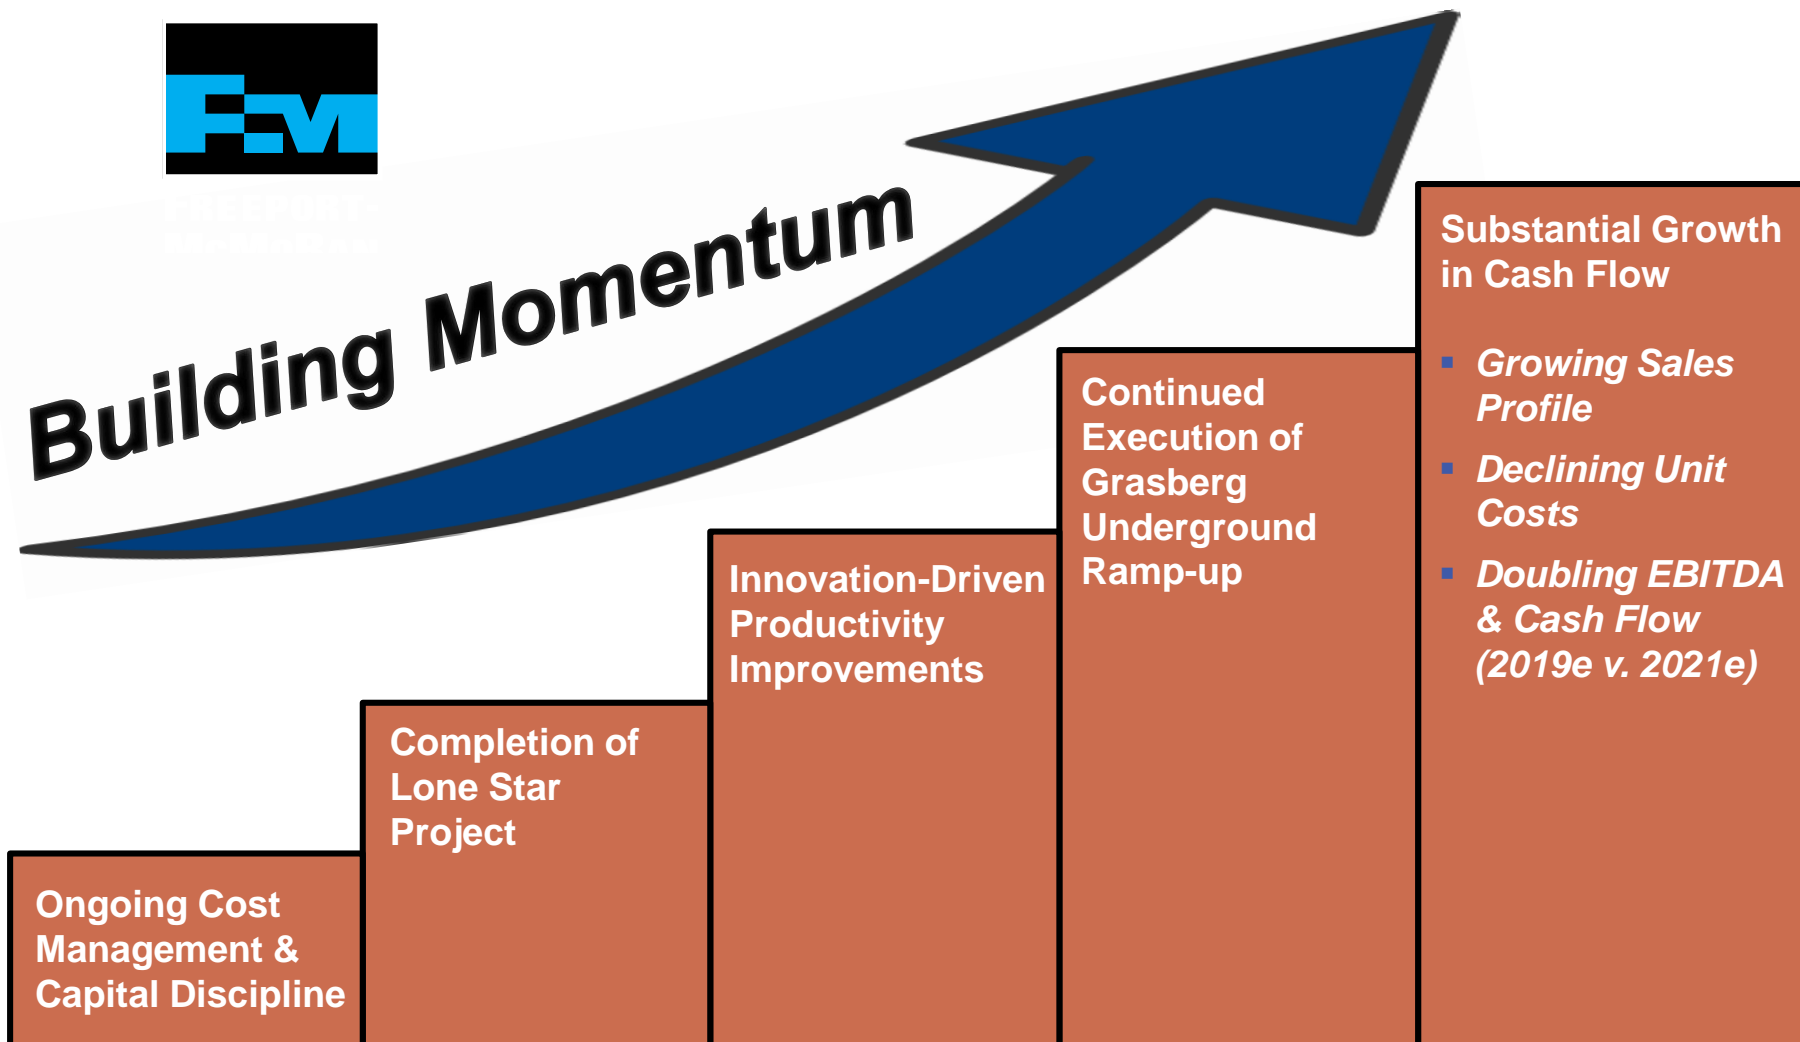 FREEPORT-
McMoRan
Building Momentum
Ongoing Cost
Management &
Capital Discipline
Completion of
Lone Star
Project
Innovation-Driven
Productivity
Improvements
Continued
Execution of
Grasberg
Underground
Ramp-up
Substantial Growth
in Cash Flow
▪ Growing Sales
Profile
▪ Declining Unit
Costs
▪ Doubling EBITDA
& Cash Flow
(2019e v. 2021e)